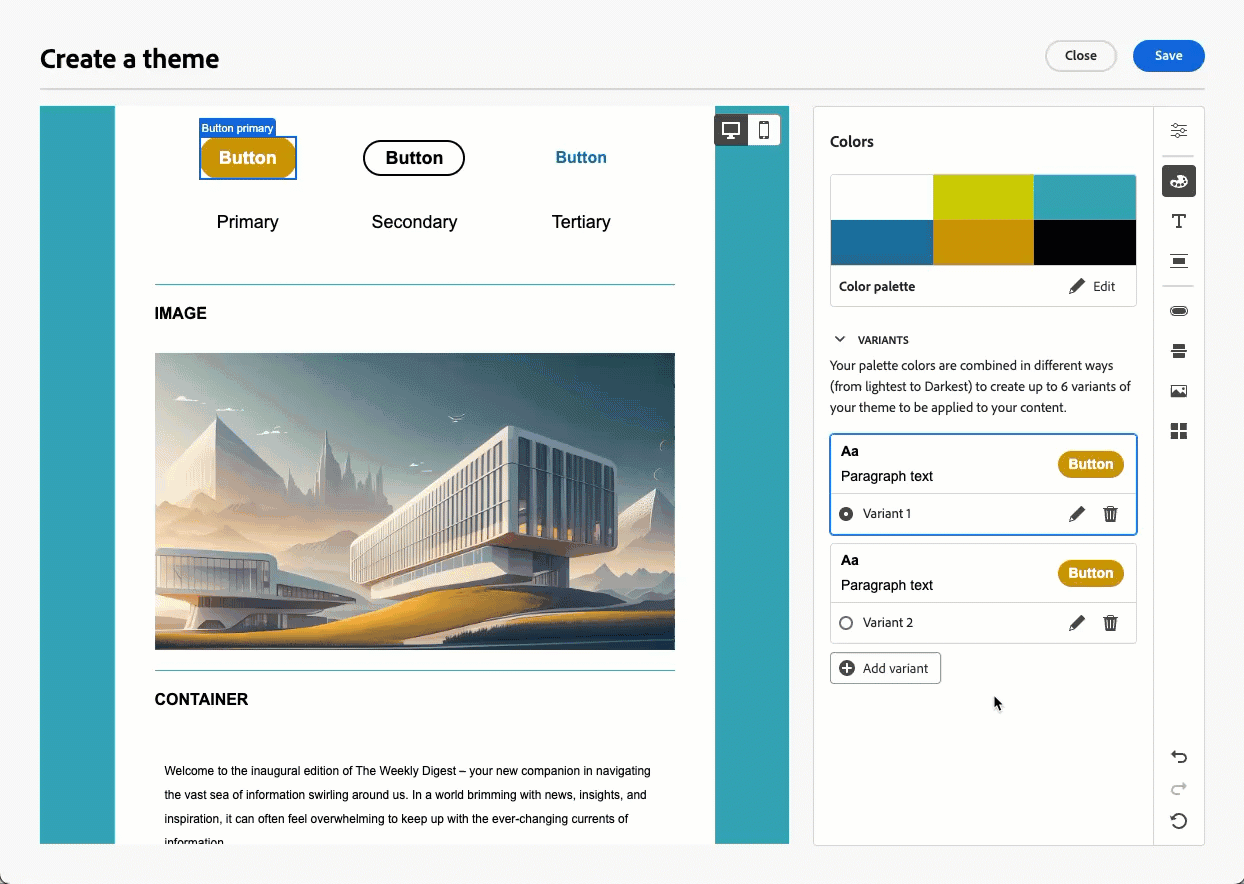 Create a theme
Close
Save
Button primary
Button
Button
Button
Primary
Secondary
Tertiary
IMAGE
CONTAINER
Welcome to the inaugural edition of The Weekly Digest – your new companion in navigating
the vast sea of information swirling around us. In a world brimming with news, insights, and
inspiration, it can often feel overwhelming to keep up with the ever-changing currents of
information.
Colors
Color palette
Edit
VARIANTS
Your palette colors are combined in different ways
(from lightest to Darkest) to create up to 6 variants of
your theme to be applied to your content.
Aa
Paragraph text
Button
Variant 1
Aa
Paragraph text
Button
Variant 2
Add variant
T